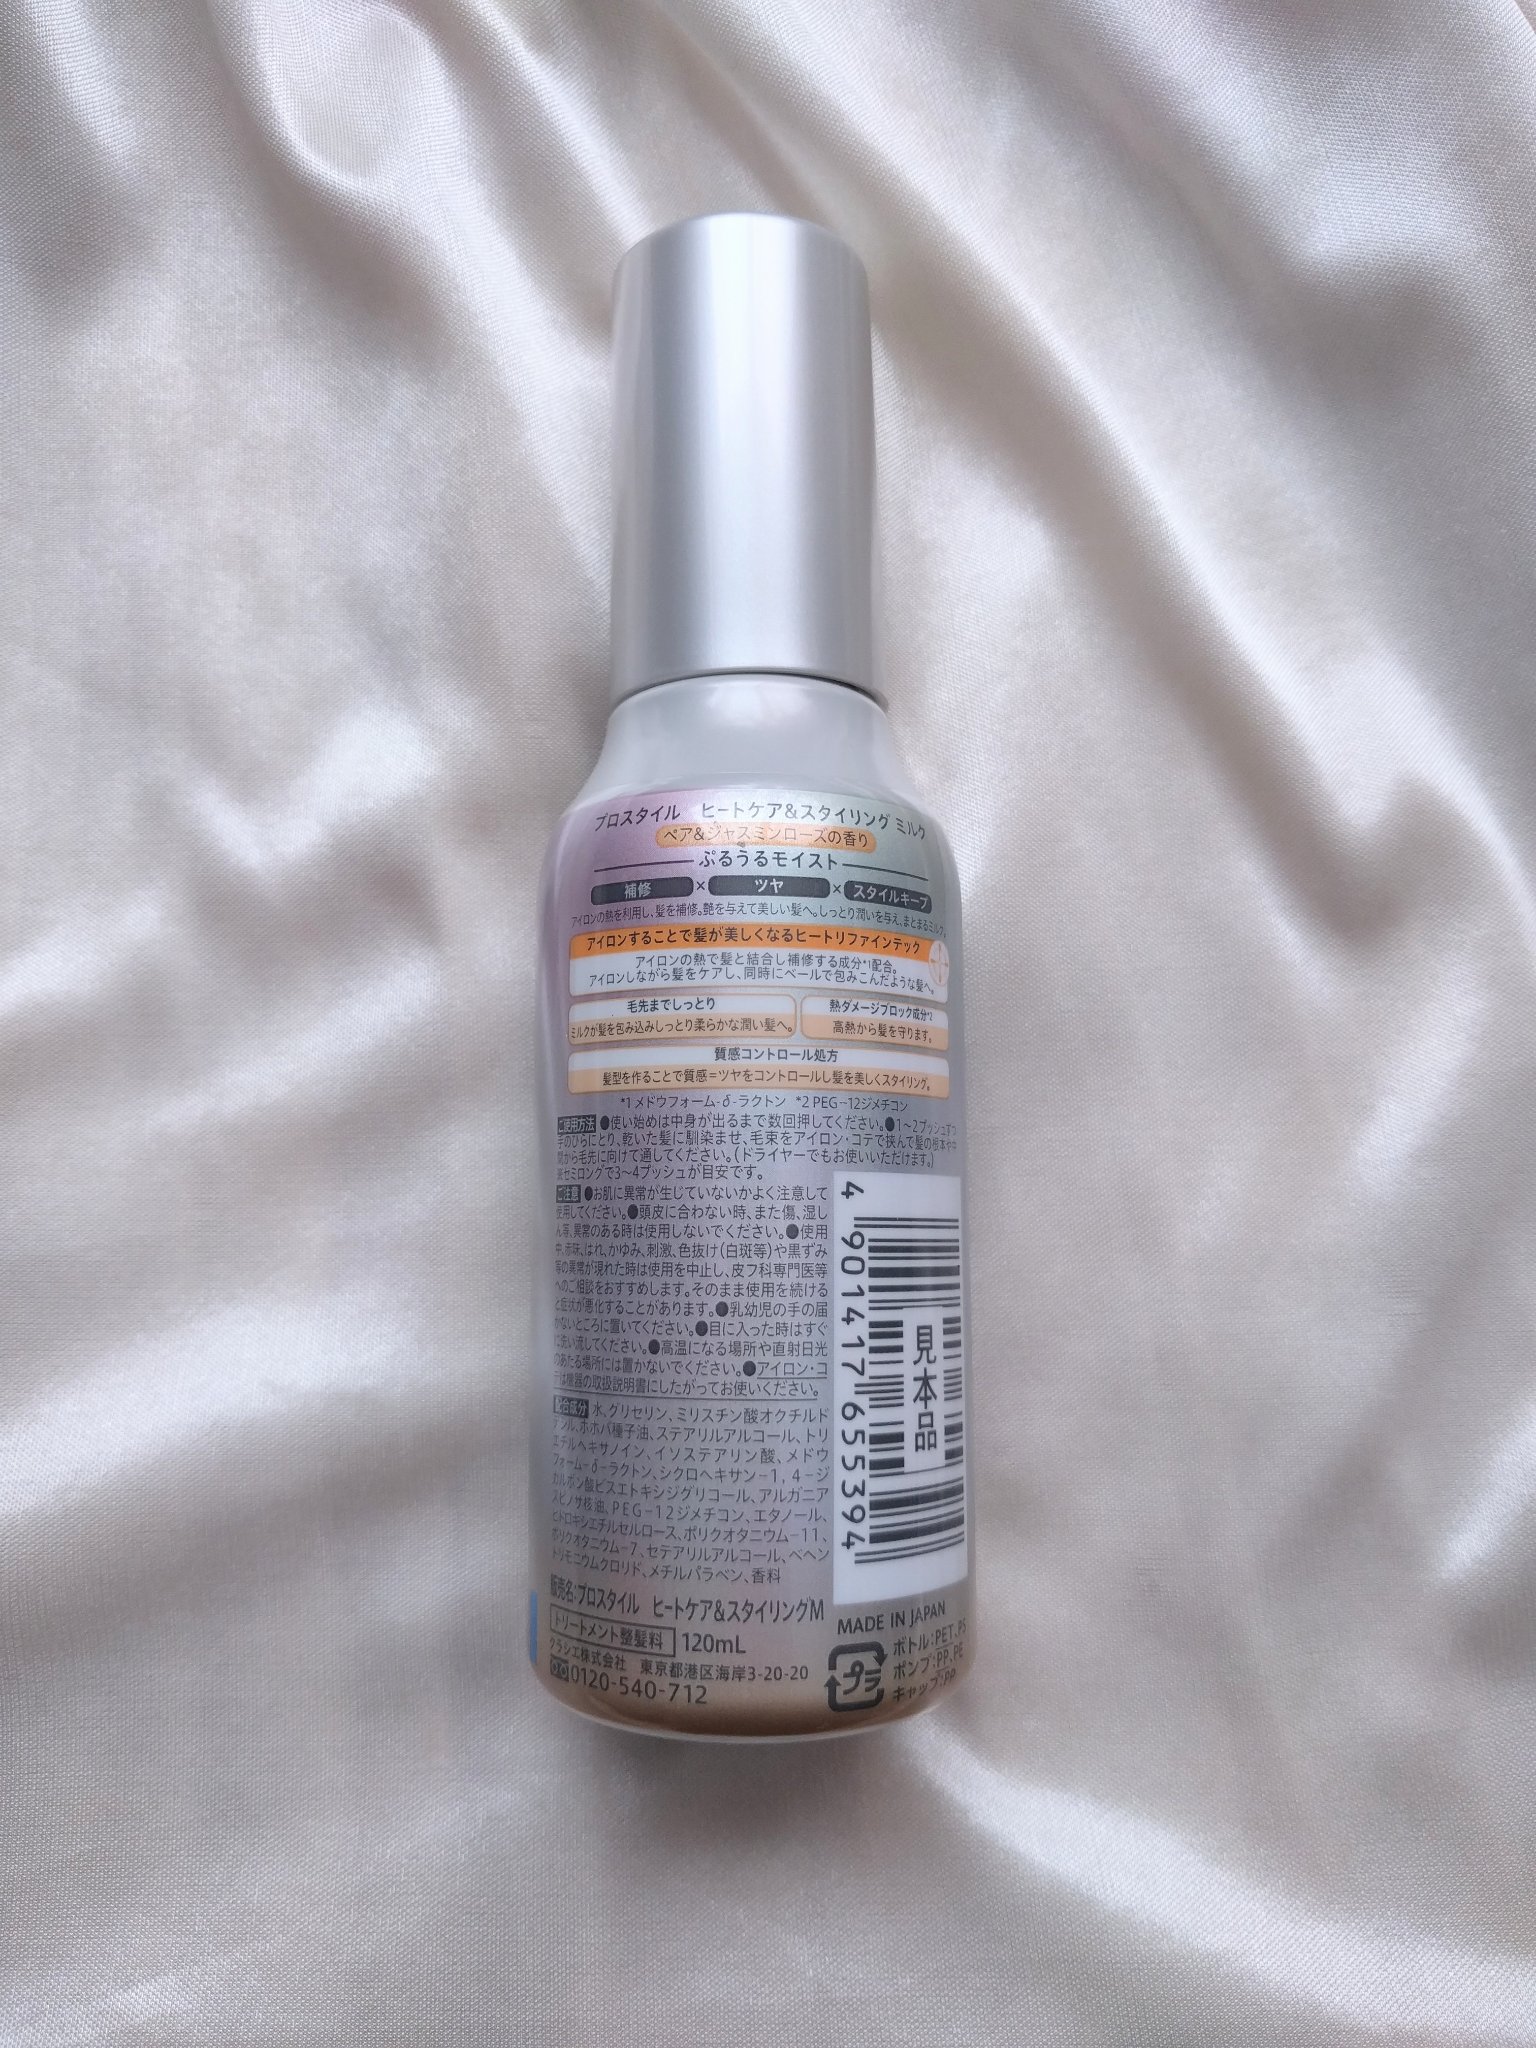 プロスタイル　ヒートケア&スタイリング ミルク
ペア&ジャスミンローズの香り
ぷるうるモイスト
補修 × ツヤ × スタイルキープ
アイロンの熱を利用し、髪を補修。艶を与えて美しい髪へ。しっとり潤いを与え、まとまるミルク。
アイロンすることで髪が美しくなるヒートリファインテック
アイロンの熱で髪と結合し補修する成分*1配合。
アイロンしながら髪をケアし、同時にベールで包みこんだような髪へ。
毛先までしっとり
ミルクが髪を包み込みしっとり柔らかな潤い髪へ。
熱ダメージブロック成分*2
高熱から髪を守ります。
質感コントロール処方
髪型を作ることで質感=ツヤをコントロールし髪を美しくスタイリング。
*1 メドウフォーム-δ-ラクトン *2 PEG-12ジメチコン
ご使用方法 ●使い始めは中身が出るまで数回押してください。●1~2プッシュずつ
手のひらにとり、乾いた髪に馴染ませ、毛束をアイロン・コテで挟んで髪の根本や中
間から毛先に向けて通してください。(ドライヤーでもお使いいただけます。)
※セミロングで3~4プッシュが目安です。
ご注意 ●お肌に異常が生じていないかよく注意して
使用してください。●頭皮に合わない時、また傷、湿し
ん等、異常のある時は使用しないでください。●使用
中、赤味、はれ、かゆみ、刺激、色抜け(白斑等)や黒ずみ
等の異常が現れた時は使用を中止し、皮フ科専門医等
へのご相談をおすすめします。そのまま使用を続ける
と症状が悪化することがあります。●乳幼児の手の届
かないところに置いてください。●目に入った時はすぐ
に洗い流してください。●高温になる場所や直射日光
のあたる場所には置かないでください。●アイロン・コ
テは機器の取扱説明書にしたがってお使いください。
配合成分 水、グリセリン、ミリスチン酸オクチルド
デシル、ホホバ種子油、ステアリルアルコール、トリ
エチルヘキサノイン、イソステアリン酸、メドウ
フォーム-δ-ラクトン、シクロヘキサン-1,4-ジ
カルボン酸ビスエトキシジグリコール、アルガニア
スピノサ核油、PEG-12ジメチコン、エタノール、
ヒドロキシエチルセルロース、ポリクオタニウム-11、
ポリクオタニウム-7、セテアリルアルコール、ベヘン
トリモニウムクロリド、メチルパラベン、香料
販売名:プロスタイル　ヒートケア&スタイリングM
トリートメント整髪料 120mL
クラシエ株式会社　東京都港区海岸3-20-20
0120-540-712
4 901417 655394
見本品
MADE IN JAPAN
プラ
ボトル:PET、PS
ポンプ:PP、PE
キャップ:PP